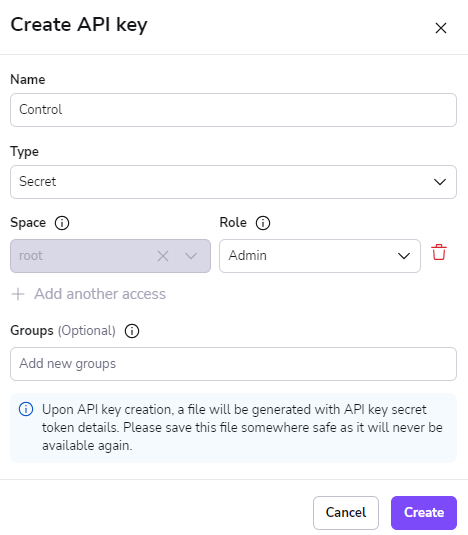 Create API key
Name
Control
Type
Secret
Space Role
root Admin
Add another access
Groups (Optional)
Add new groups
Upon API key creation, a file will be generated with API key secret
token details. Please save this file somewhere safe as it will never be
available again.
Cancel Create